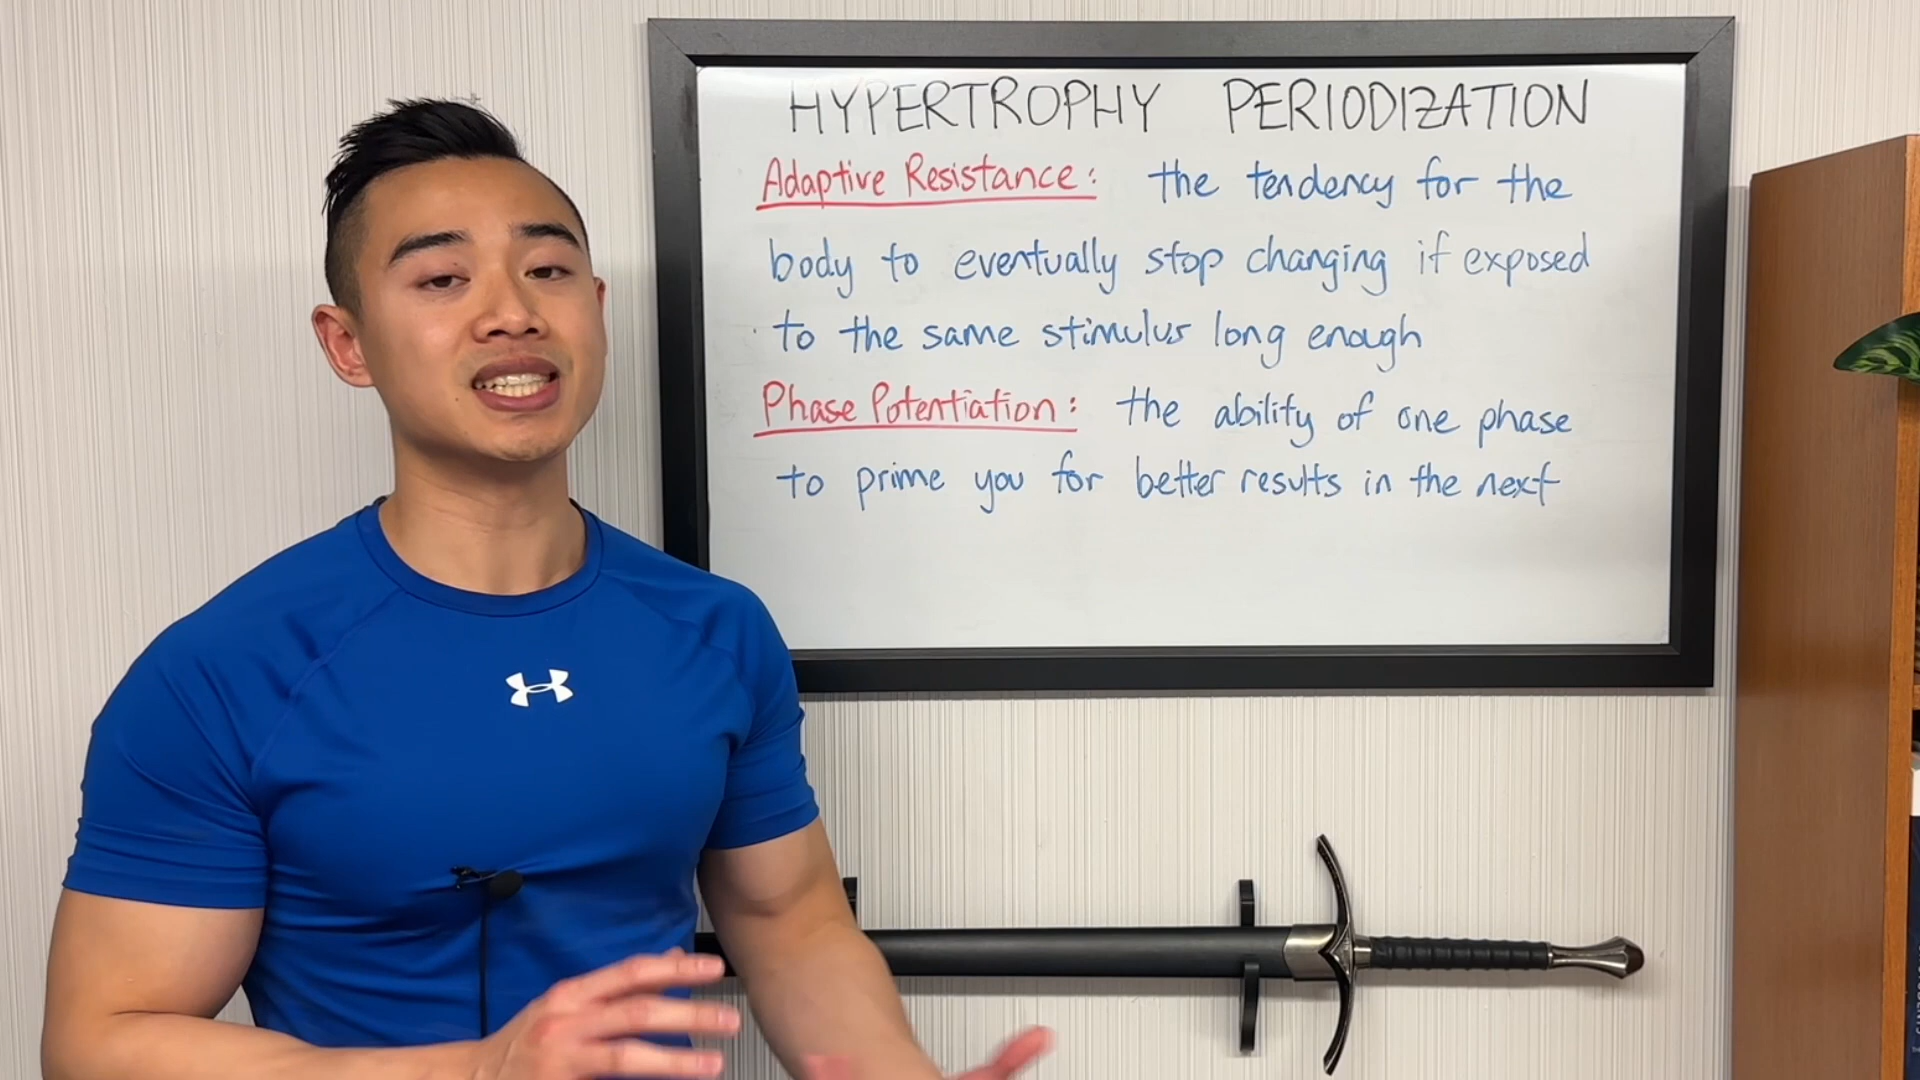 HYPERTROPHY PERIODIZATION
Adaptive Resistance: the tendency for the
body to eventually stop changing if exposed
to the same stimulus long enough
Phase Potentiation: the ability of one phase
to prime you for better results in the next